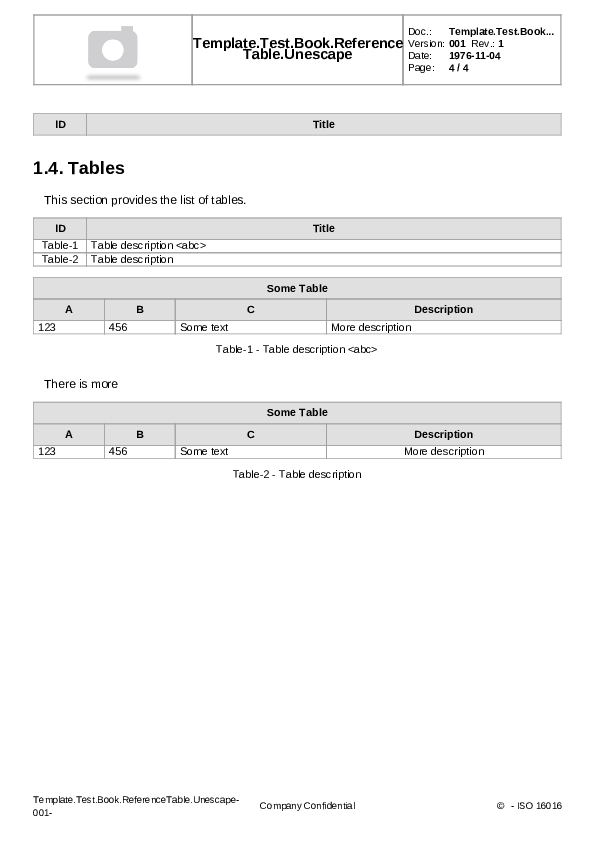 Template.Test.Book.Reference
Table.Unescape
Doc.: Template.Test.Book...
Version: 001 Rev.: 1
Date: 1976-11-04
Page: 4 / 4
ID Title
1.4. Tables
This section provides the list of tables.
ID Title
Table-1 Table description <abc>
Table-2 Table description
Some Table
A B C Description
123 456 Some text More description
Table-1 - Table description <abc>
There is more
Some Table
A B C Description
123 456 Some text More description
Table-2 - Table description
Template.Test.Book.ReferenceTable.Unescape-
001-
Company Confidential
© - ISO 16016